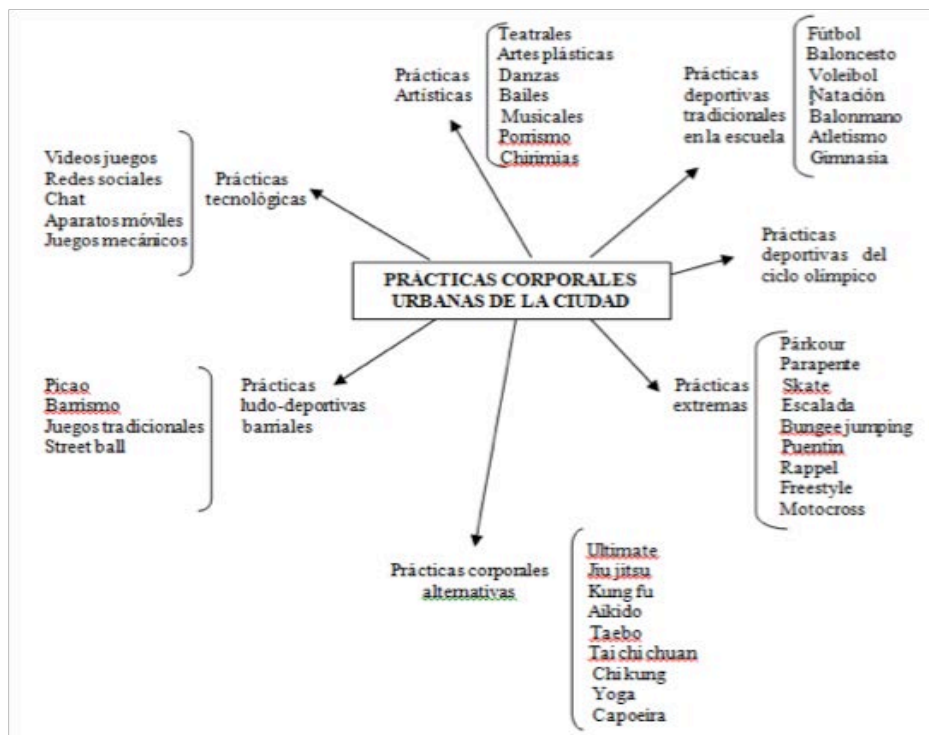 Prácticas
Artísticas
Teatrales
Artes plásticas
Danzas
Bailes
Musicales
Porrismo
Chirimias
Prácticas
deportivas
tradicionales
en la escuela
Fútbol
Baloncesto
Voleibol
Natación
Balonmano
Atletismo
Gimnasia
Videos juegos
Redes sociales
Chat
Aparatos móviles
Juegos mecánicos
Prácticas
tecnológicas
Prácticas
deportivas del
ciclo olímpico
PRÁCTICAS CORPORALES
URBANAS DE LA CIUDAD
Picao
Barrismo
Juegos tradicionales
Street ball
Prácticas
ludo-deportivas
barriales
Prácticas
extremas
Párkour
Parapente
Skate
Escalada
Bungee jumping
Puentin
Rappel
Freestyle
Motocross
Prácticas corporales
alternativas
Ultimate
Jiu jitsu
Kung fu
Aikido
Taebo
Tai chi chuan
Chi kung
Yoga
Capoeira